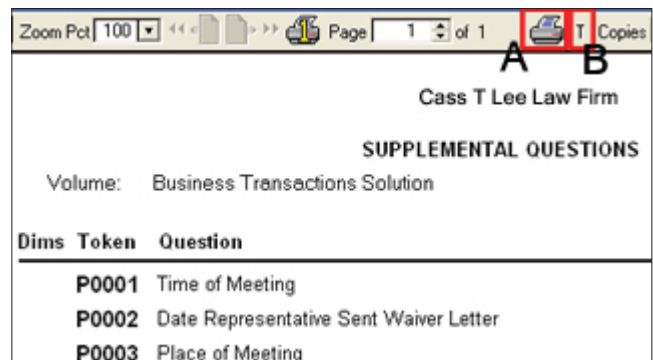 Zoom Pct 100 1 Page 1 of 1 T Copies
A B
Cass T Lee Law Firm
SUPPLEMENTAL QUESTIONS
Volume: Business Transactions Solution
Dims Token Question
P0001 Time of Meeting
P0002 Date Representative Sent Waiver Letter
P0003 Place of Meeting